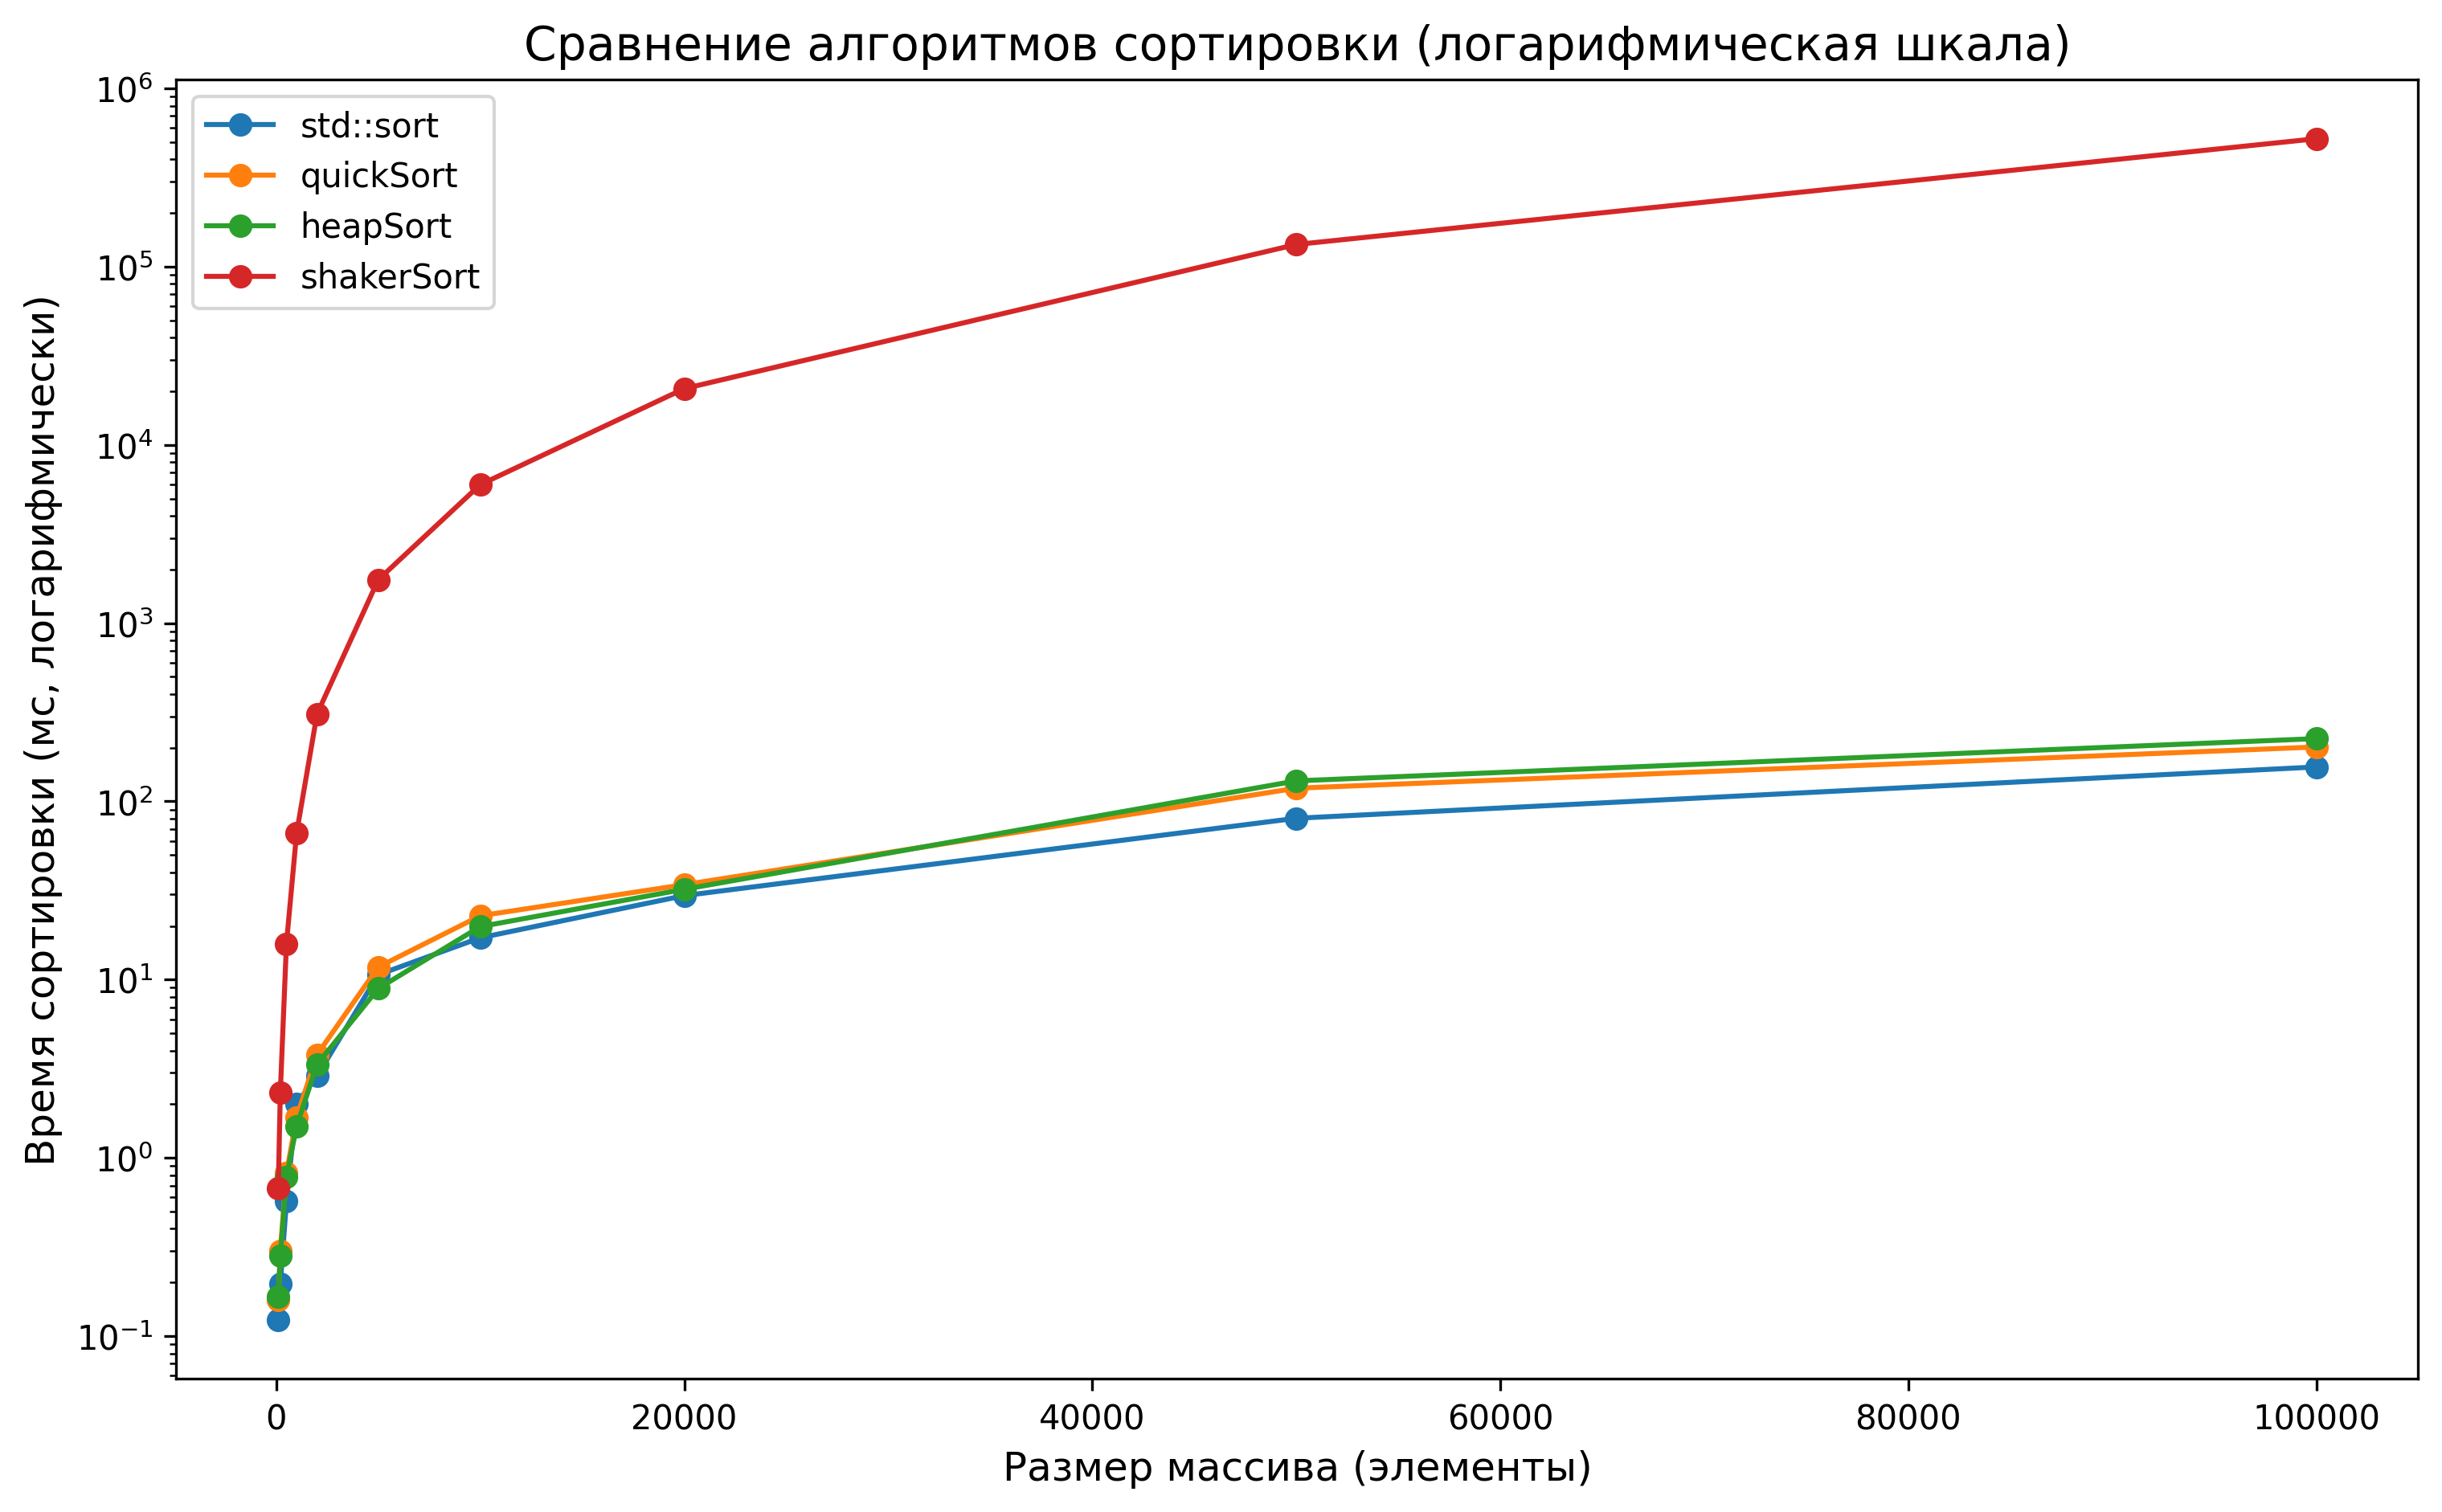 Сравнение алгоритмов сортировки (логарифмическая шкала)
std::sort
quickSort
heapSort
shakerSort
Время сортировки (мс, логарифмически)
10⁶
10⁵
10⁴
10³
10²
10¹
10⁰
10⁻¹
0 20000 40000 60000 80000 100000
Размер массива (элементы)